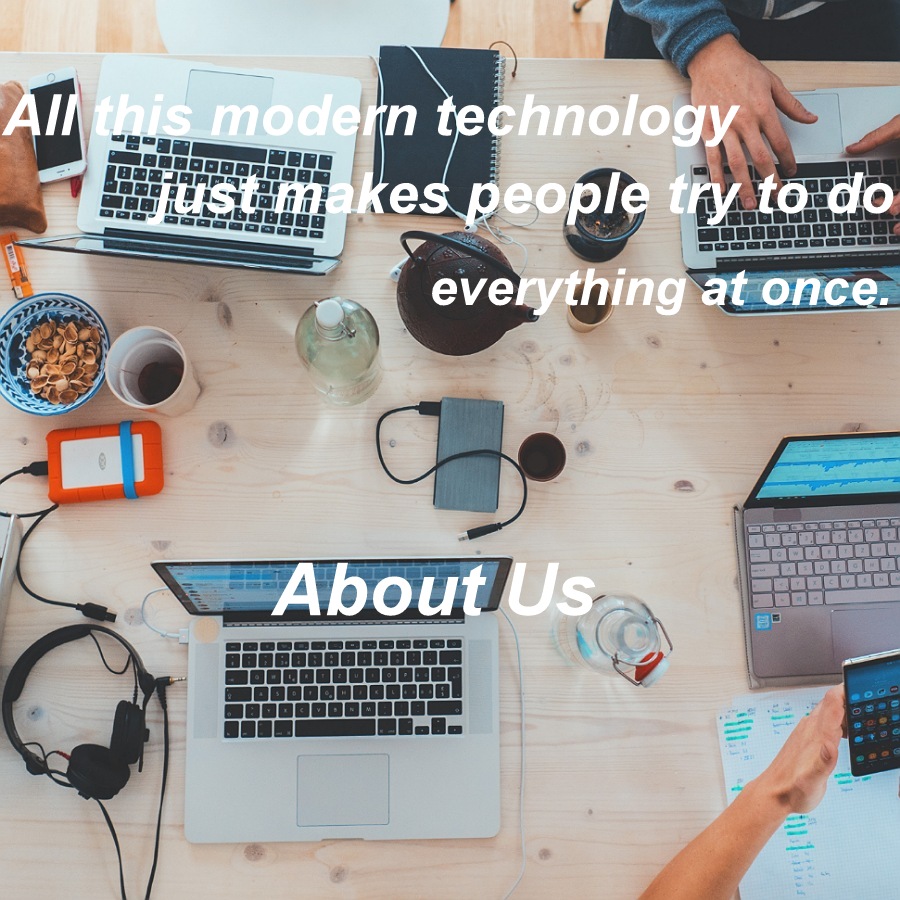 All this modern technology
just makes people try to do
everything at once.
About Us